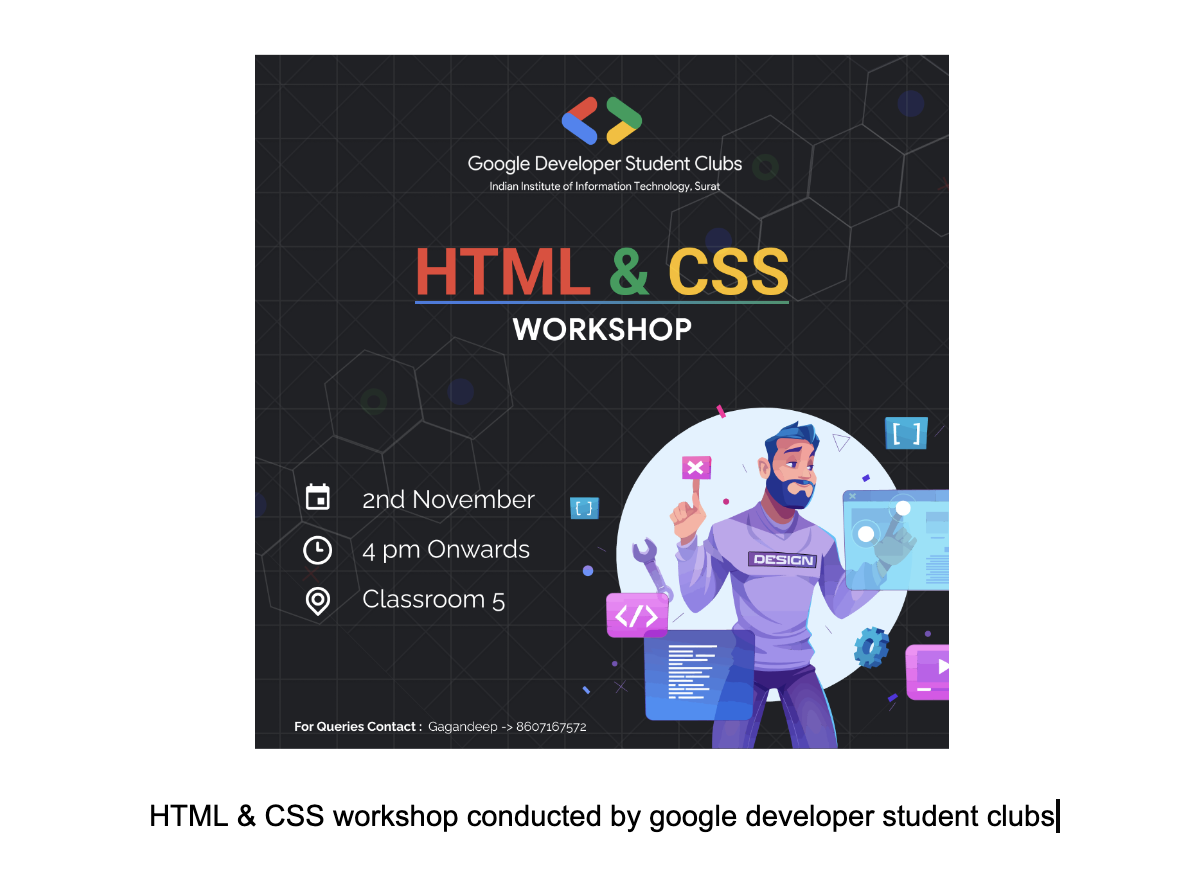 Google Developer Student Clubs
Indian Institute of Information Technology, Surat
HTML & CSS
WORKSHOP
[ ]
[ ]
DESIGN
</>
2nd November
4 pm Onwards
Classroom 5
For Queries Contact : Gagandeep -> 8607167572
HTML & CSS workshop conducted by google developer student clubs